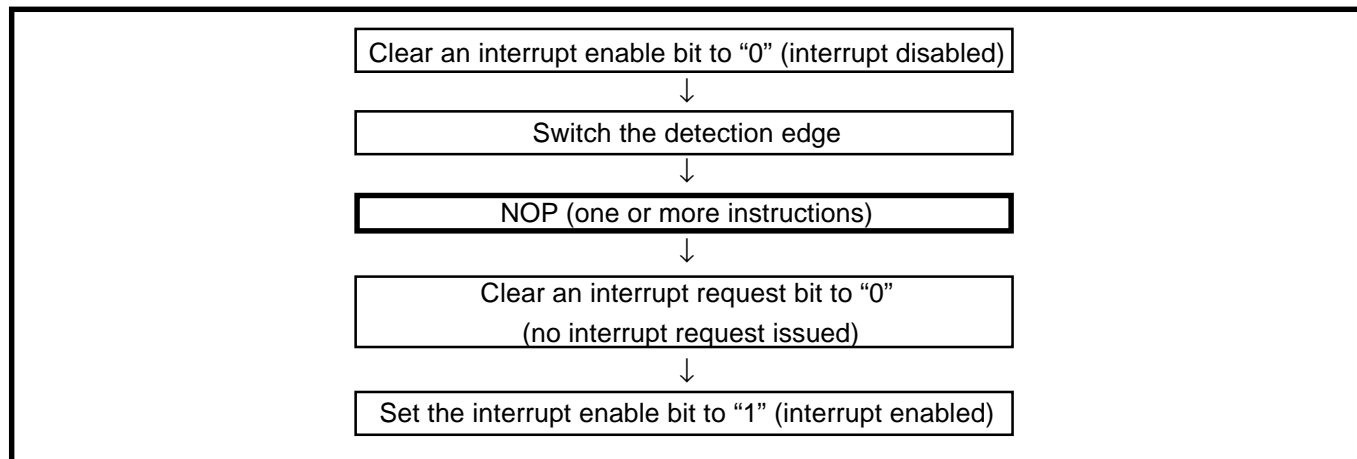 Clear an interrupt enable bit to “0” (interrupt disabled)
↓
Switch the detection edge
↓
NOP (one or more instructions)
↓
Clear an interrupt request bit to “0”
(no interrupt request issued)
↓
Set the interrupt enable bit to “1” (interrupt enabled)